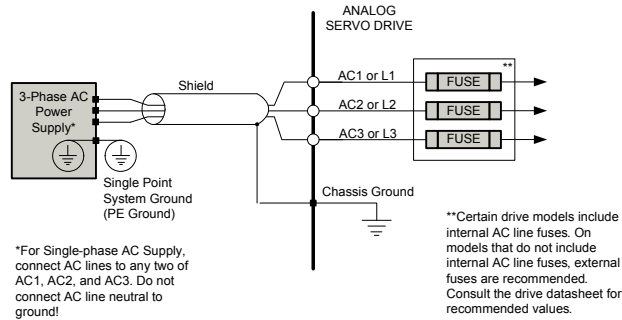 ANALOG
SERVO DRIVE
**
Shield
AC1 or L1
FUSE
3-Phase AC
Power
Supply*
AC2 or L2
FUSE
AC3 or L3
FUSE
Single Point
System Ground
(PE Ground)
Chassis Ground
*For Single-phase AC Supply,
connect AC lines to any two of
AC1, AC2, and AC3. Do not
connect AC line neutral to
ground!
**Certain drive models include
internal AC line fuses. On
models that do not include
internal AC line fuses, external
fuses are recommended.
Consult the drive datasheet for
recommended values.